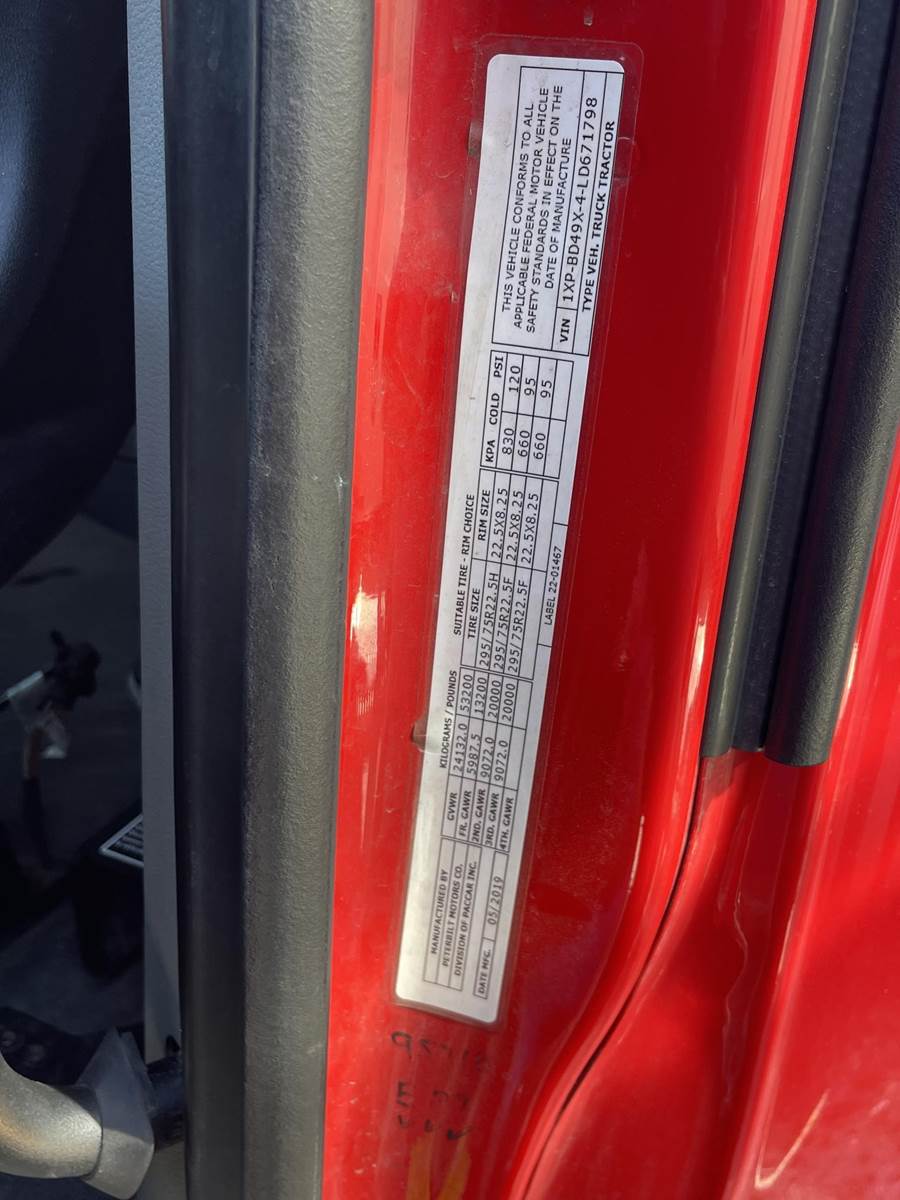 MANUFACTURED BY
PETERBILT MOTORS CO.
DIVISION OF PACCAR INC.
DATE MFG. 05/2019
KILOGRAMS / POUNDS
GVWR 24132.0 53200
FR. GAWR 5987.5 13200
2ND. GAWR 9072.0 20000
3RD. GAWR 9072.0 20000
4TH. GAWR
SUITABLE TIRE - RIM CHOICE
TIRE SIZE RIM SIZE KPA COLD PSI
295/75R22.5H 22.5X8.25 830 120
295/75R22.5F 22.5X8.25 660 95
295/75R22.5F 22.5X8.25 660 95
LABEL 22-01467
THIS VEHICLE CONFORMS TO ALL
APPLICABLE FEDERAL MOTOR VEHICLE
SAFETY STANDARDS IN EFFECT ON THE
DATE OF MANUFACTURE
VIN 1XP-BD49X-4-LD671798
TYPE VEH. TRUCK TRACTOR